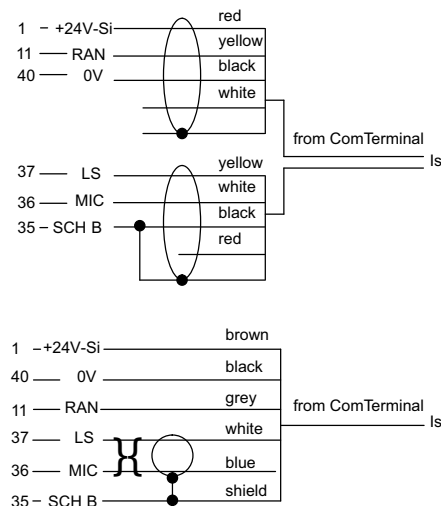 red
1 - +24V-Si
yellow
11 — RAN
black
40 — 0V
white
from ComTerminal
Is
yellow
37 — LS
white
36 — MIC
black
35 - SCH B
red
brown
1 - +24V-Si
black
40 — 0V
grey
11 — RAN
from ComTerminal
Is
white
37 — LS
blue
36 — MIC
shield
35 - SCH B